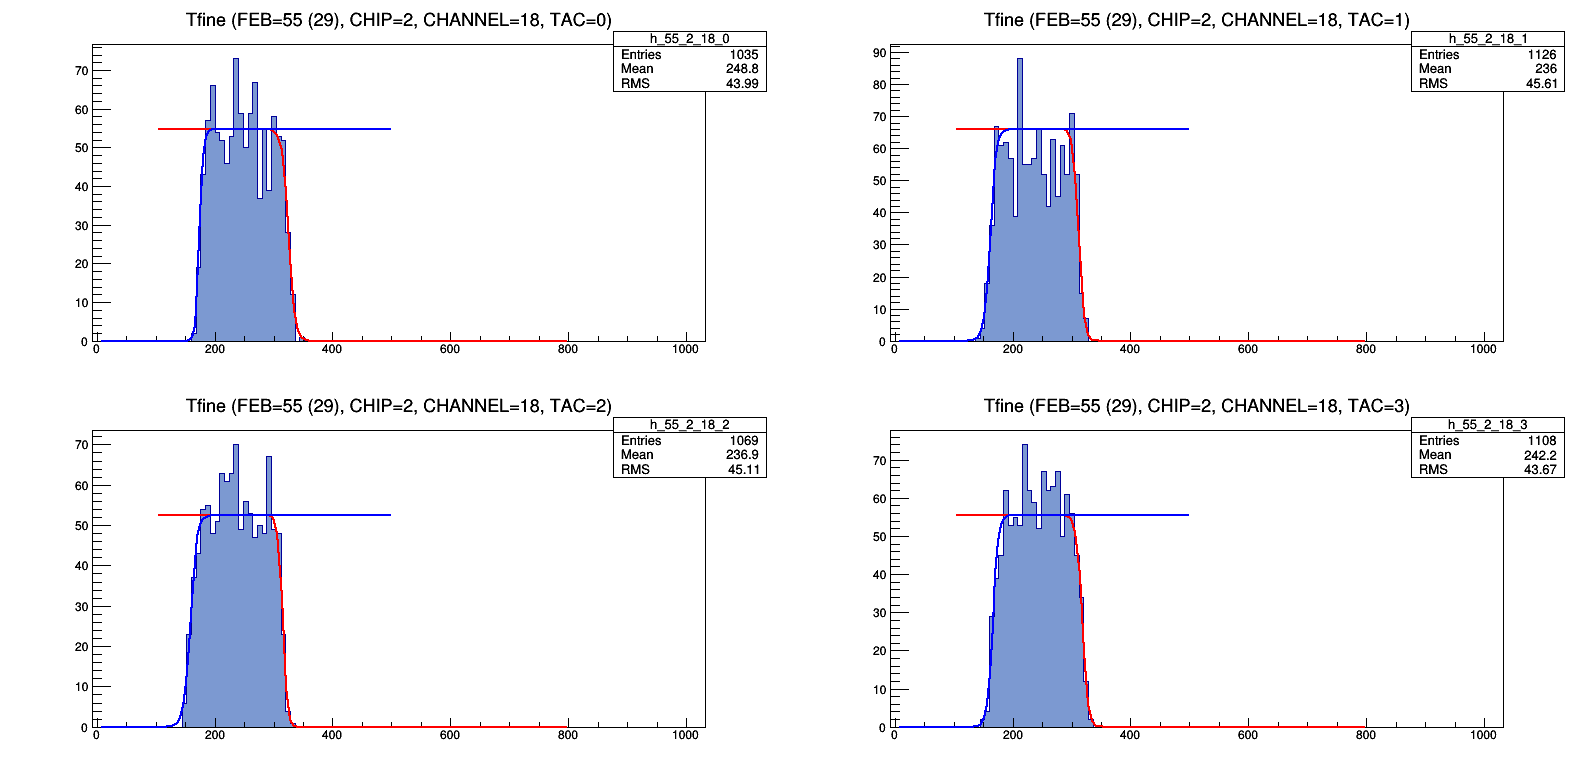 Tfine (FEB=55 (29), CHIP=2, CHANNEL=18, TAC=0)
h_55_2_18_0
Entries 1035
Mean 248.8
RMS 43.99
70
60
50
40
30
20
10
0
0 200 400 600 800 1000
Tfine (FEB=55 (29), CHIP=2, CHANNEL=18, TAC=1)
h_55_2_18_1
Entries 1126
Mean 236
RMS 45.61
90
80
70
60
50
40
30
20
10
0
0 200 400 600 800 1000
Tfine (FEB=55 (29), CHIP=2, CHANNEL=18, TAC=2)
h_55_2_18_2
Entries 1069
Mean 236.9
RMS 45.11
70
60
50
40
30
20
10
0
0 200 400 600 800 1000
Tfine (FEB=55 (29), CHIP=2, CHANNEL=18, TAC=3)
h_55_2_18_3
Entries 1108
Mean 242.2
RMS 43.67
70
60
50
40
30
20
10
0
0 200 400 600 800 1000